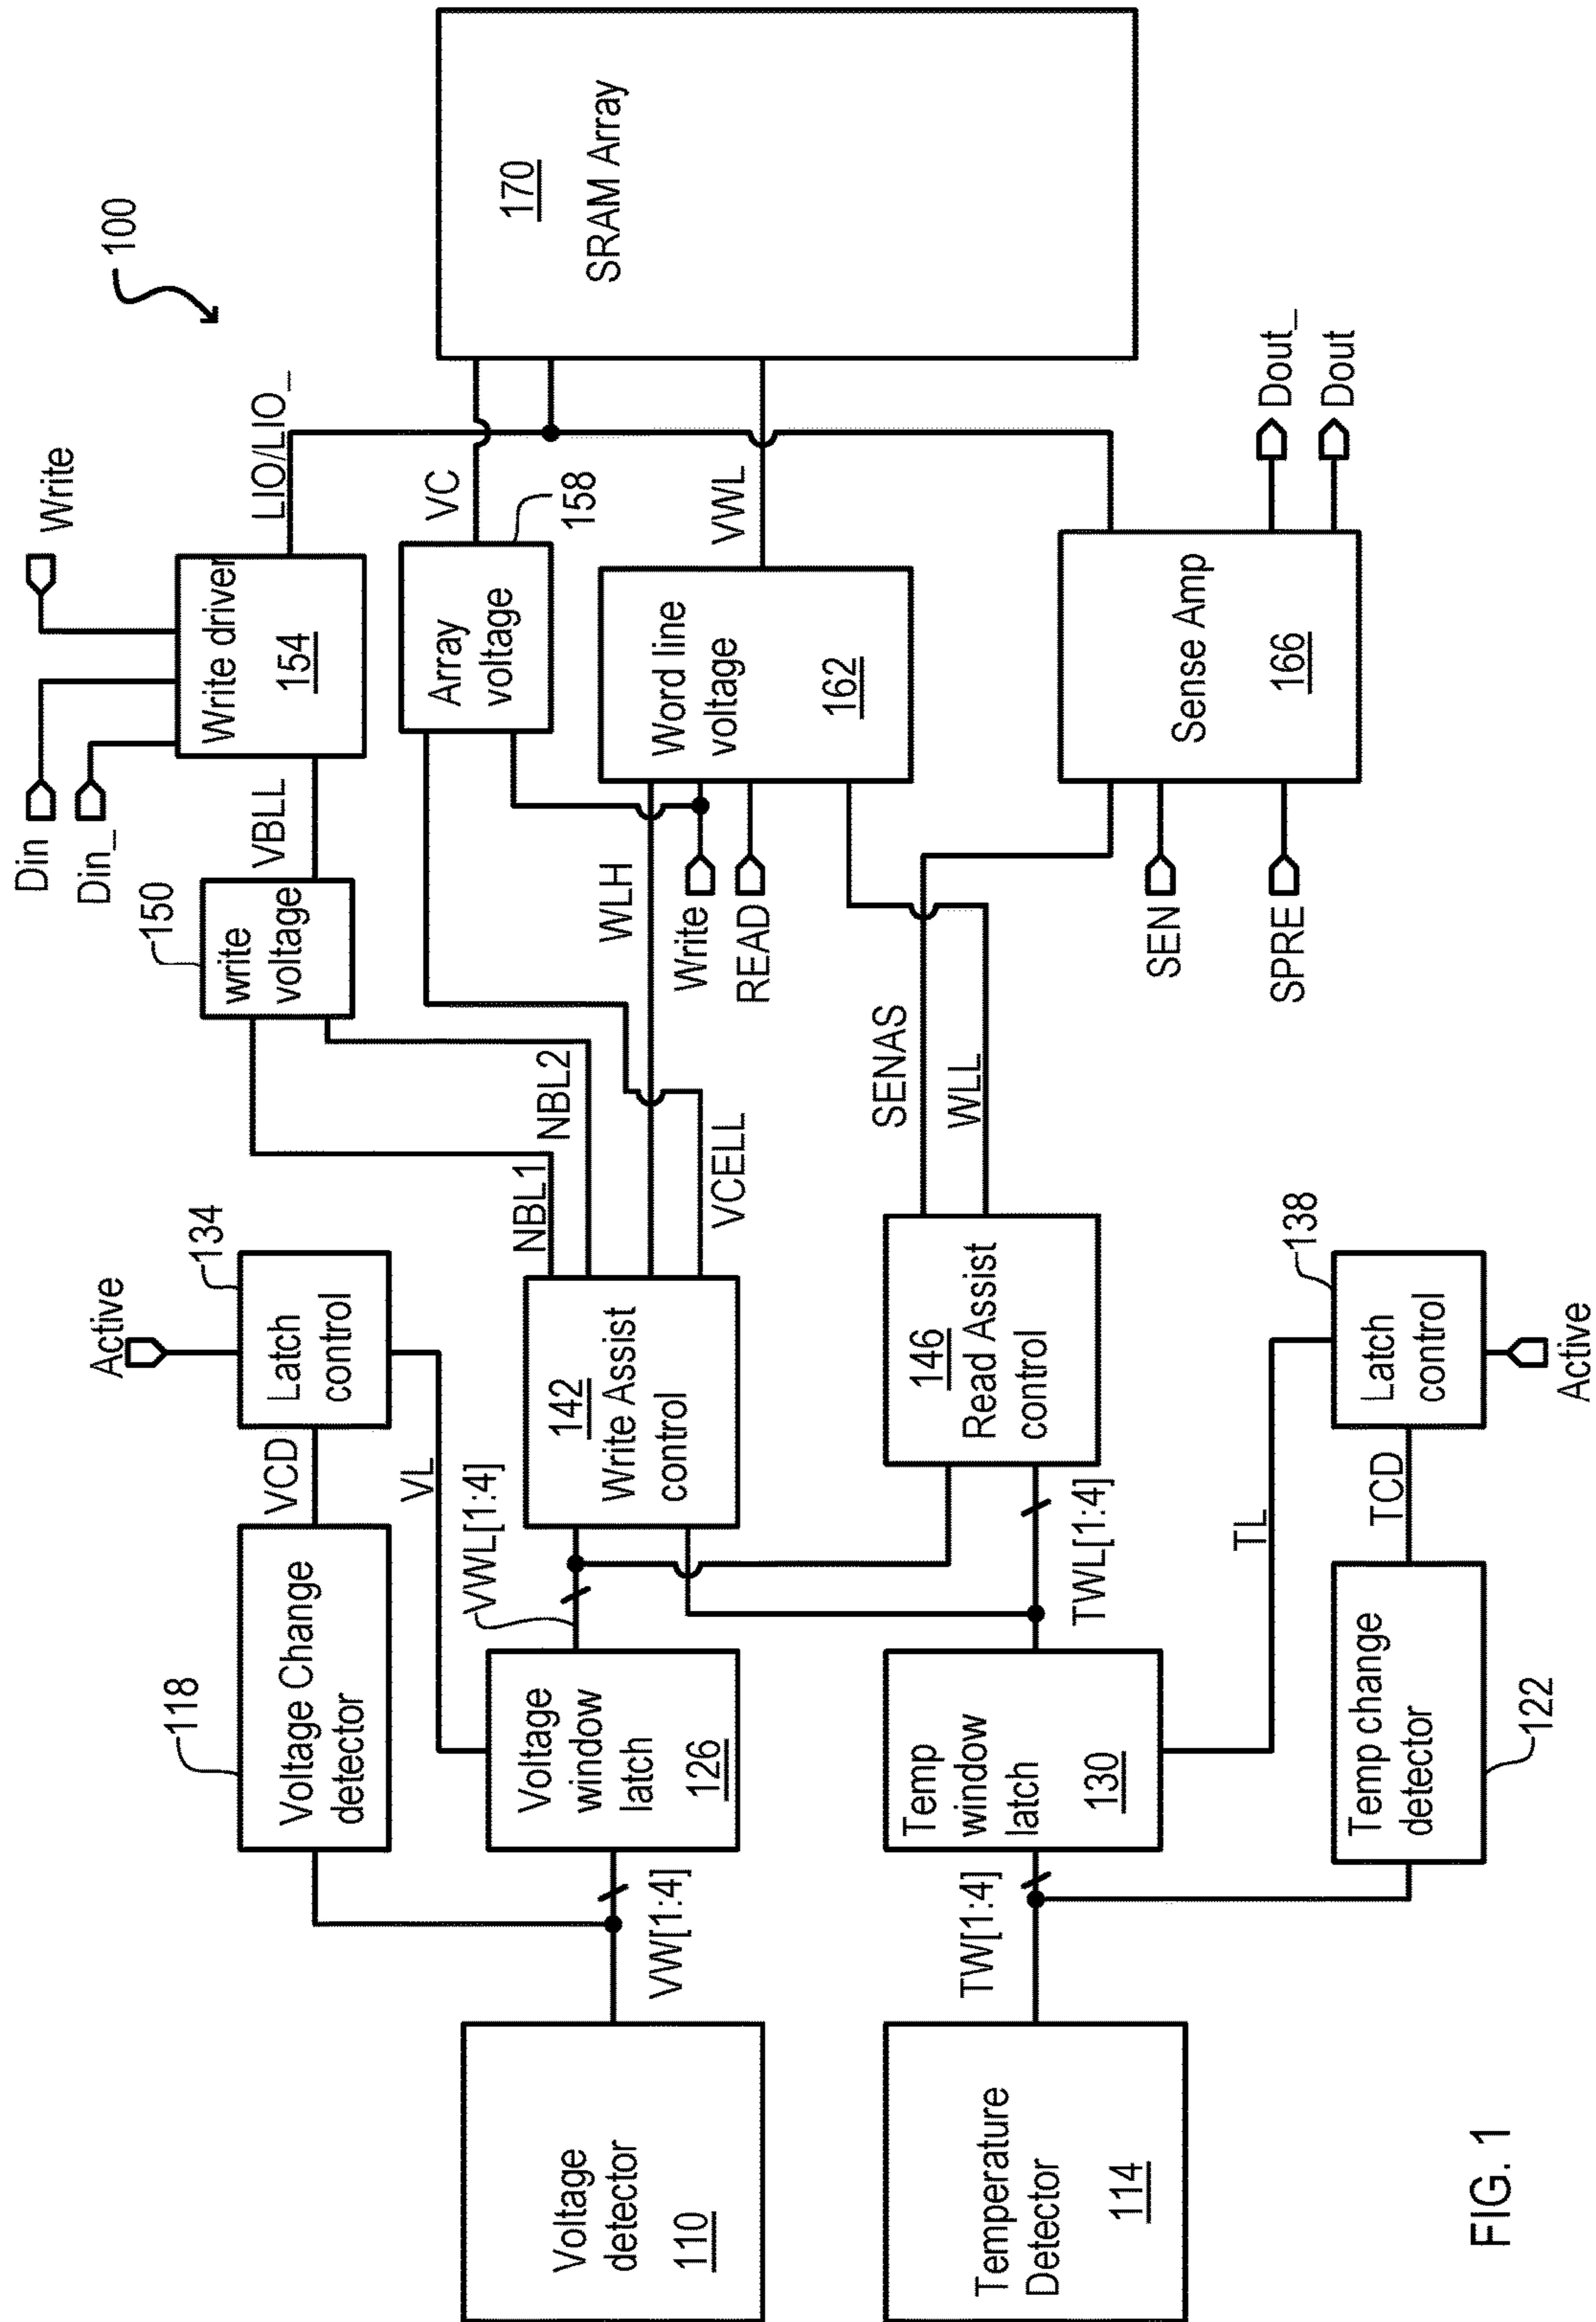 100
Din
Din_
Write
150
write
voltage
VBLL
Write driver
154
LIO/LIO_
Active
134
118
Voltage Change
detector
VCD
Latch
control
VL
NBL1
NBL2
Array
voltage
158
VC
170
SRAM Array
Voltage
detector
110
VW[1:4]
Voltage
window
latch
126
VWL[1:4]
142
Write Assist
control
VCELL
WLH
Write
READ
Word line
voltage
162
VWL
Temperature
Detector
114
TW[1:4]
Temp
window
latch
130
TWL[1:4]
146
Read Assist
control
SENAS
WLL
SEN
SPRE
Sense Amp
166
Dout_
Dout
TL
138
Temp change
detector
122
TCD
Latch
control
Active
FIG. 1